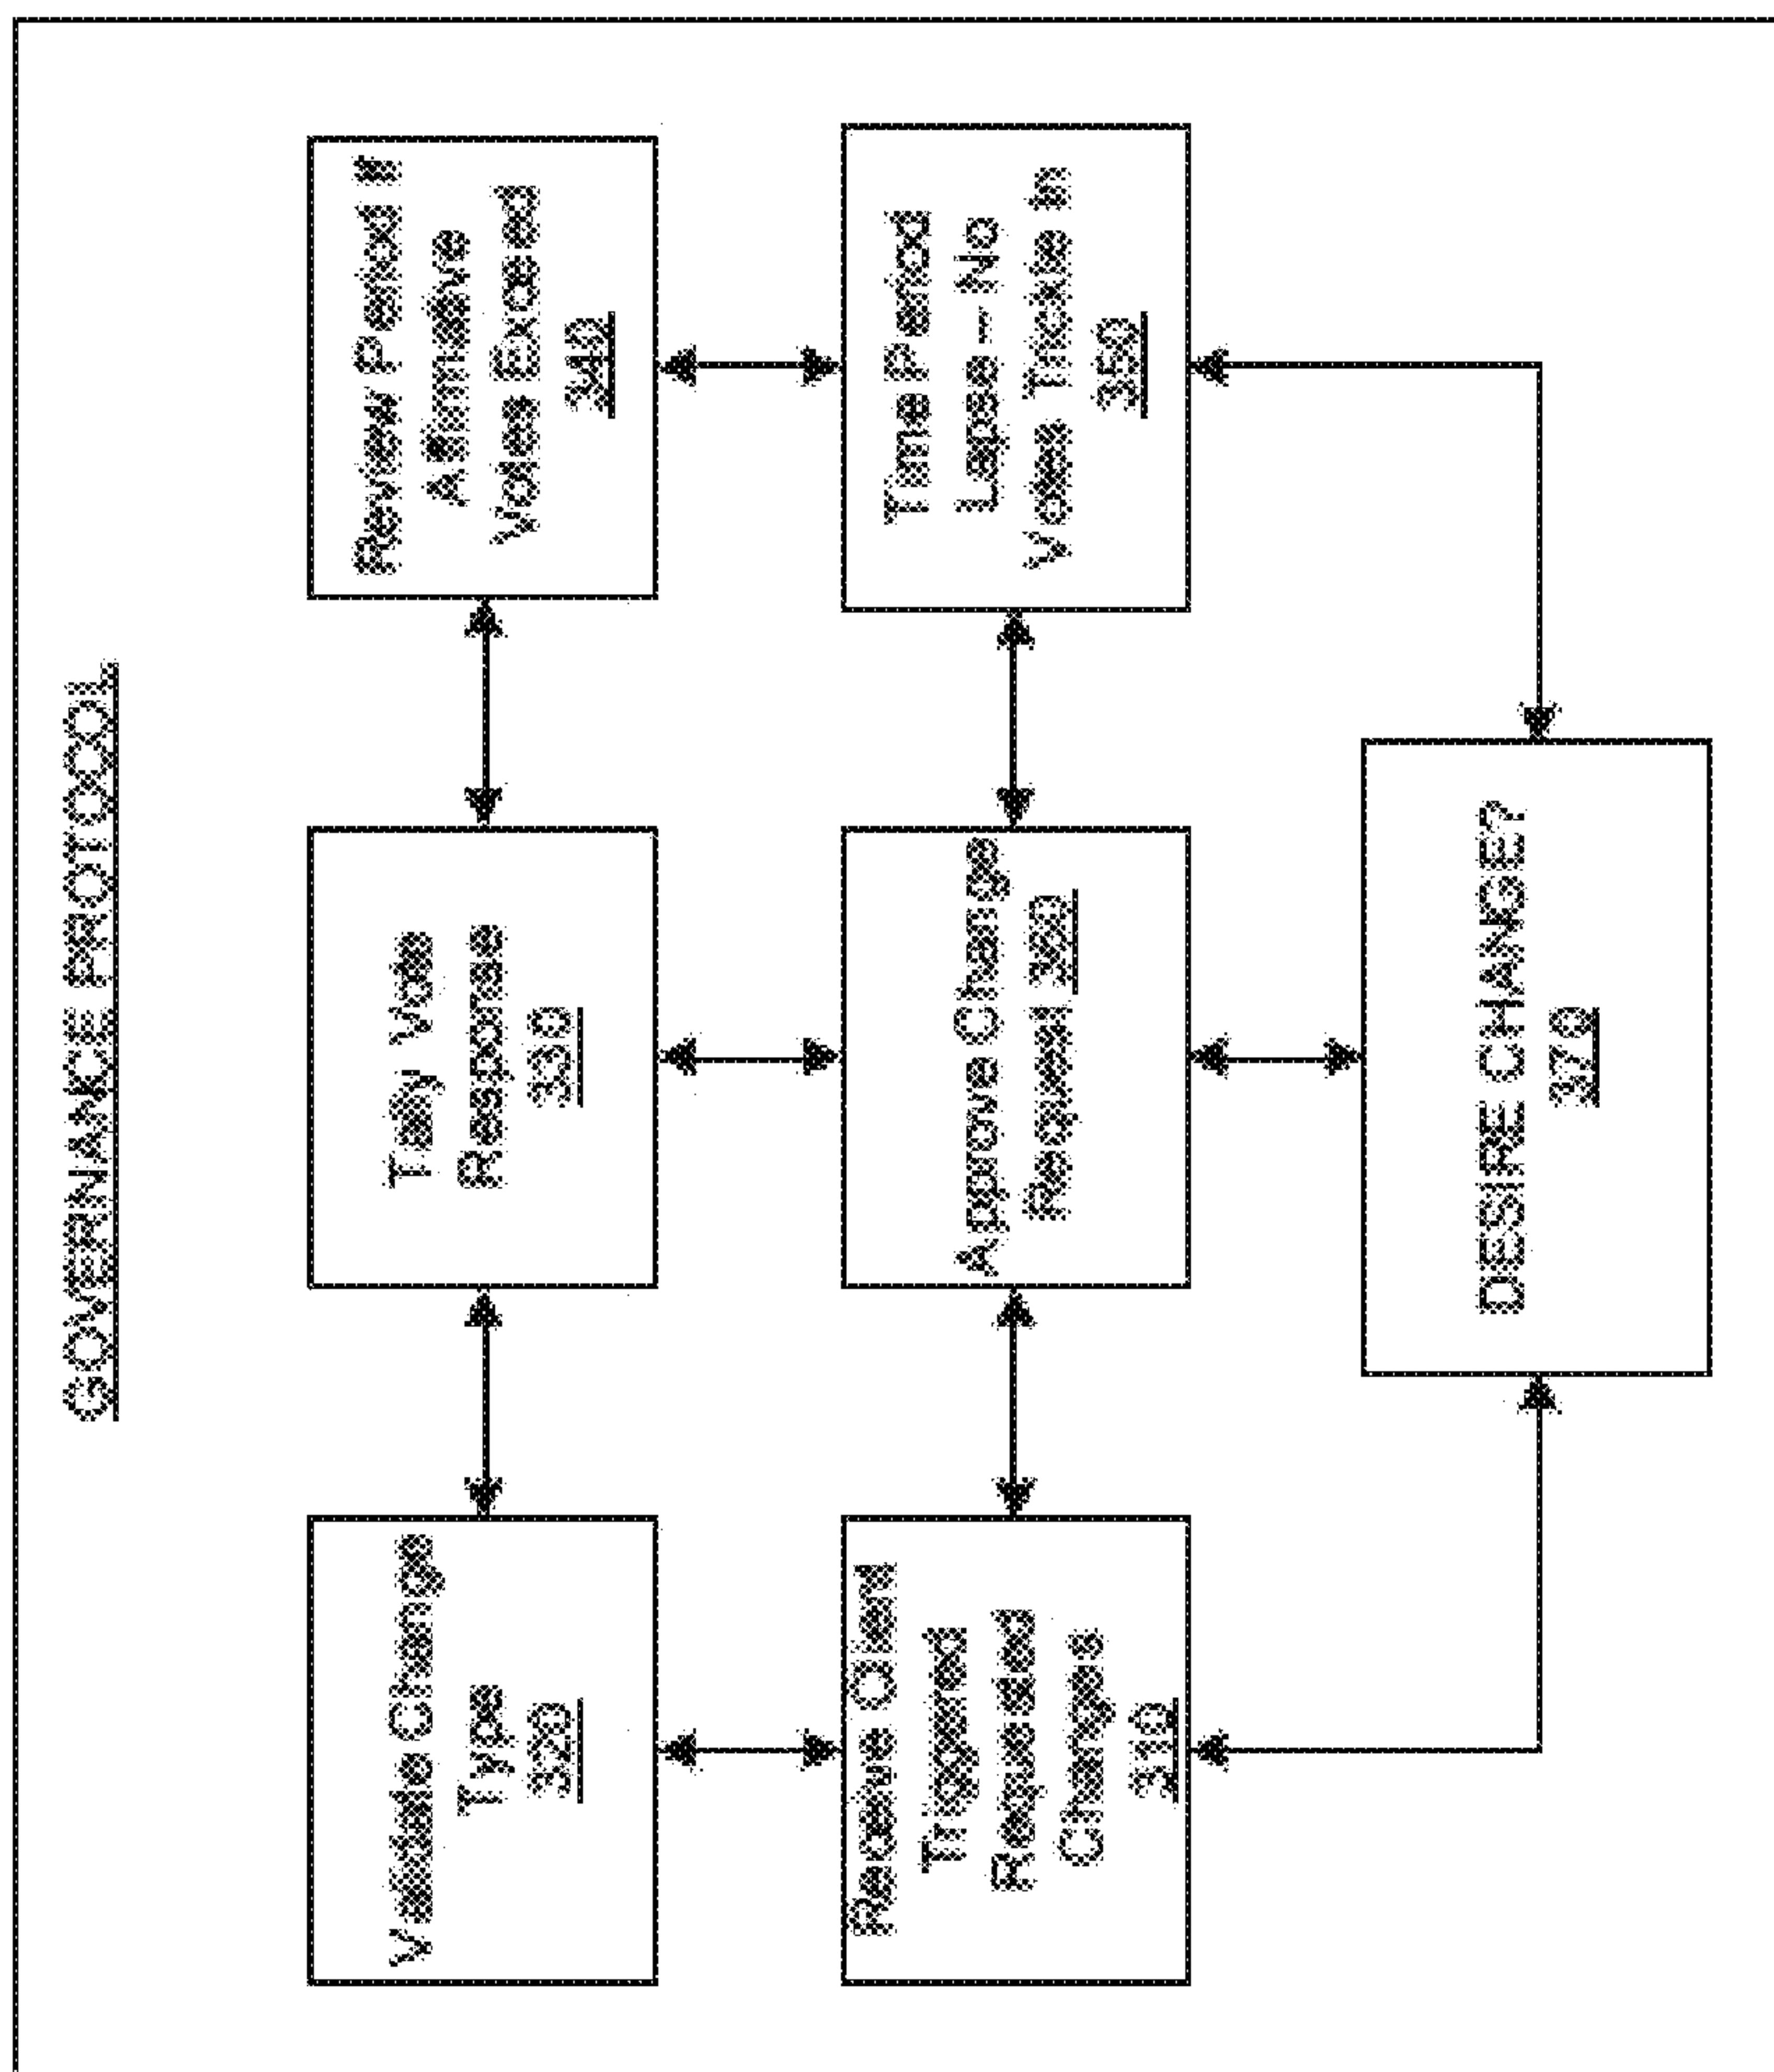 GOVERNANCE PROTOCOL
Validate Change
Type
320
Tally Vote
Response
330
Review Period If
Affirmative
Votes Exceed
340
Receive Client
Triggered
Requested
Changes
310
Approve Change
Request 360
Time Period
Lapse – No
Votes Trickle In
350
DESIRE CHANGE?
370